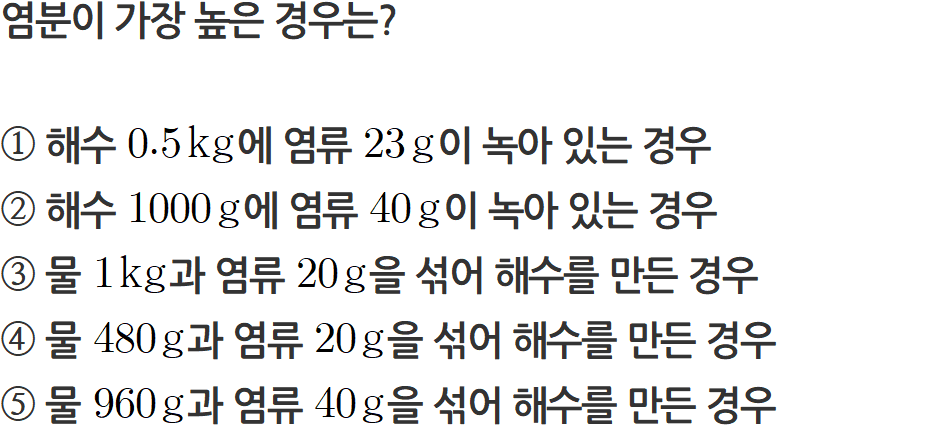 염분이 가장 높은 경우는?
① 해수 0.5 kg에 염류 23 g이 녹아 있는 경우
② 해수 1000 g에 염류 40 g이 녹아 있는 경우
③ 물 1 kg과 염류 20 g을 섞어 해수를 만든 경우
④ 물 480 g과 염류 20 g을 섞어 해수를 만든 경우
⑤ 물 960 g과 염류 40 g을 섞어 해수를 만든 경우